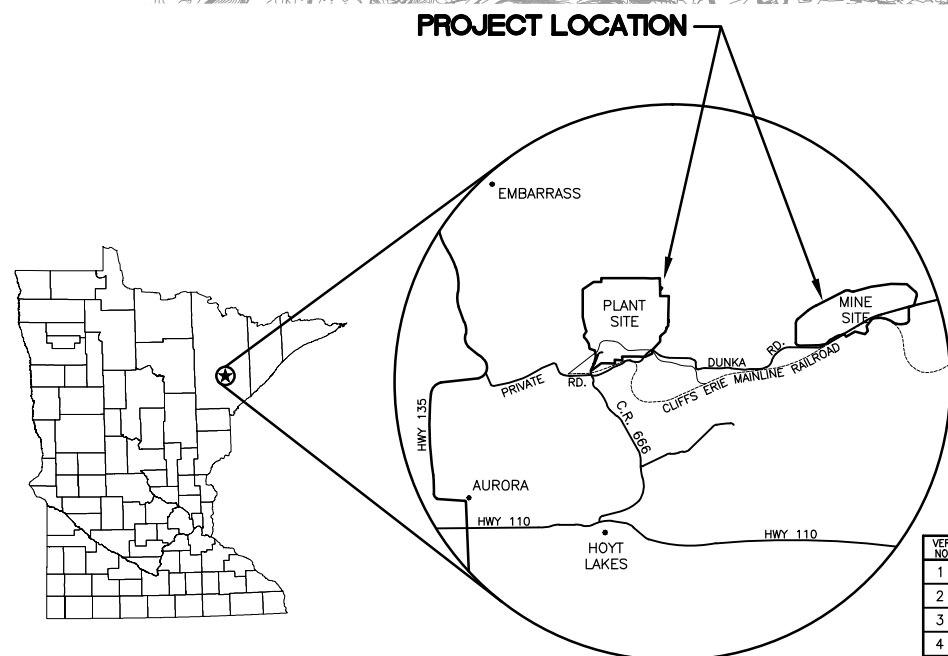 PROJECT LOCATION
EMBARRASS
PLANT
SITE
MINE
SITE
DUNKA
RD.
PRIVATE
RD.
CLIFFS ERIE MAINLINE RAILROAD
HWY 135
C.R. 666
AURORA
HWY 110
HWY 110
HOYT
LAKES
1
2
3
4